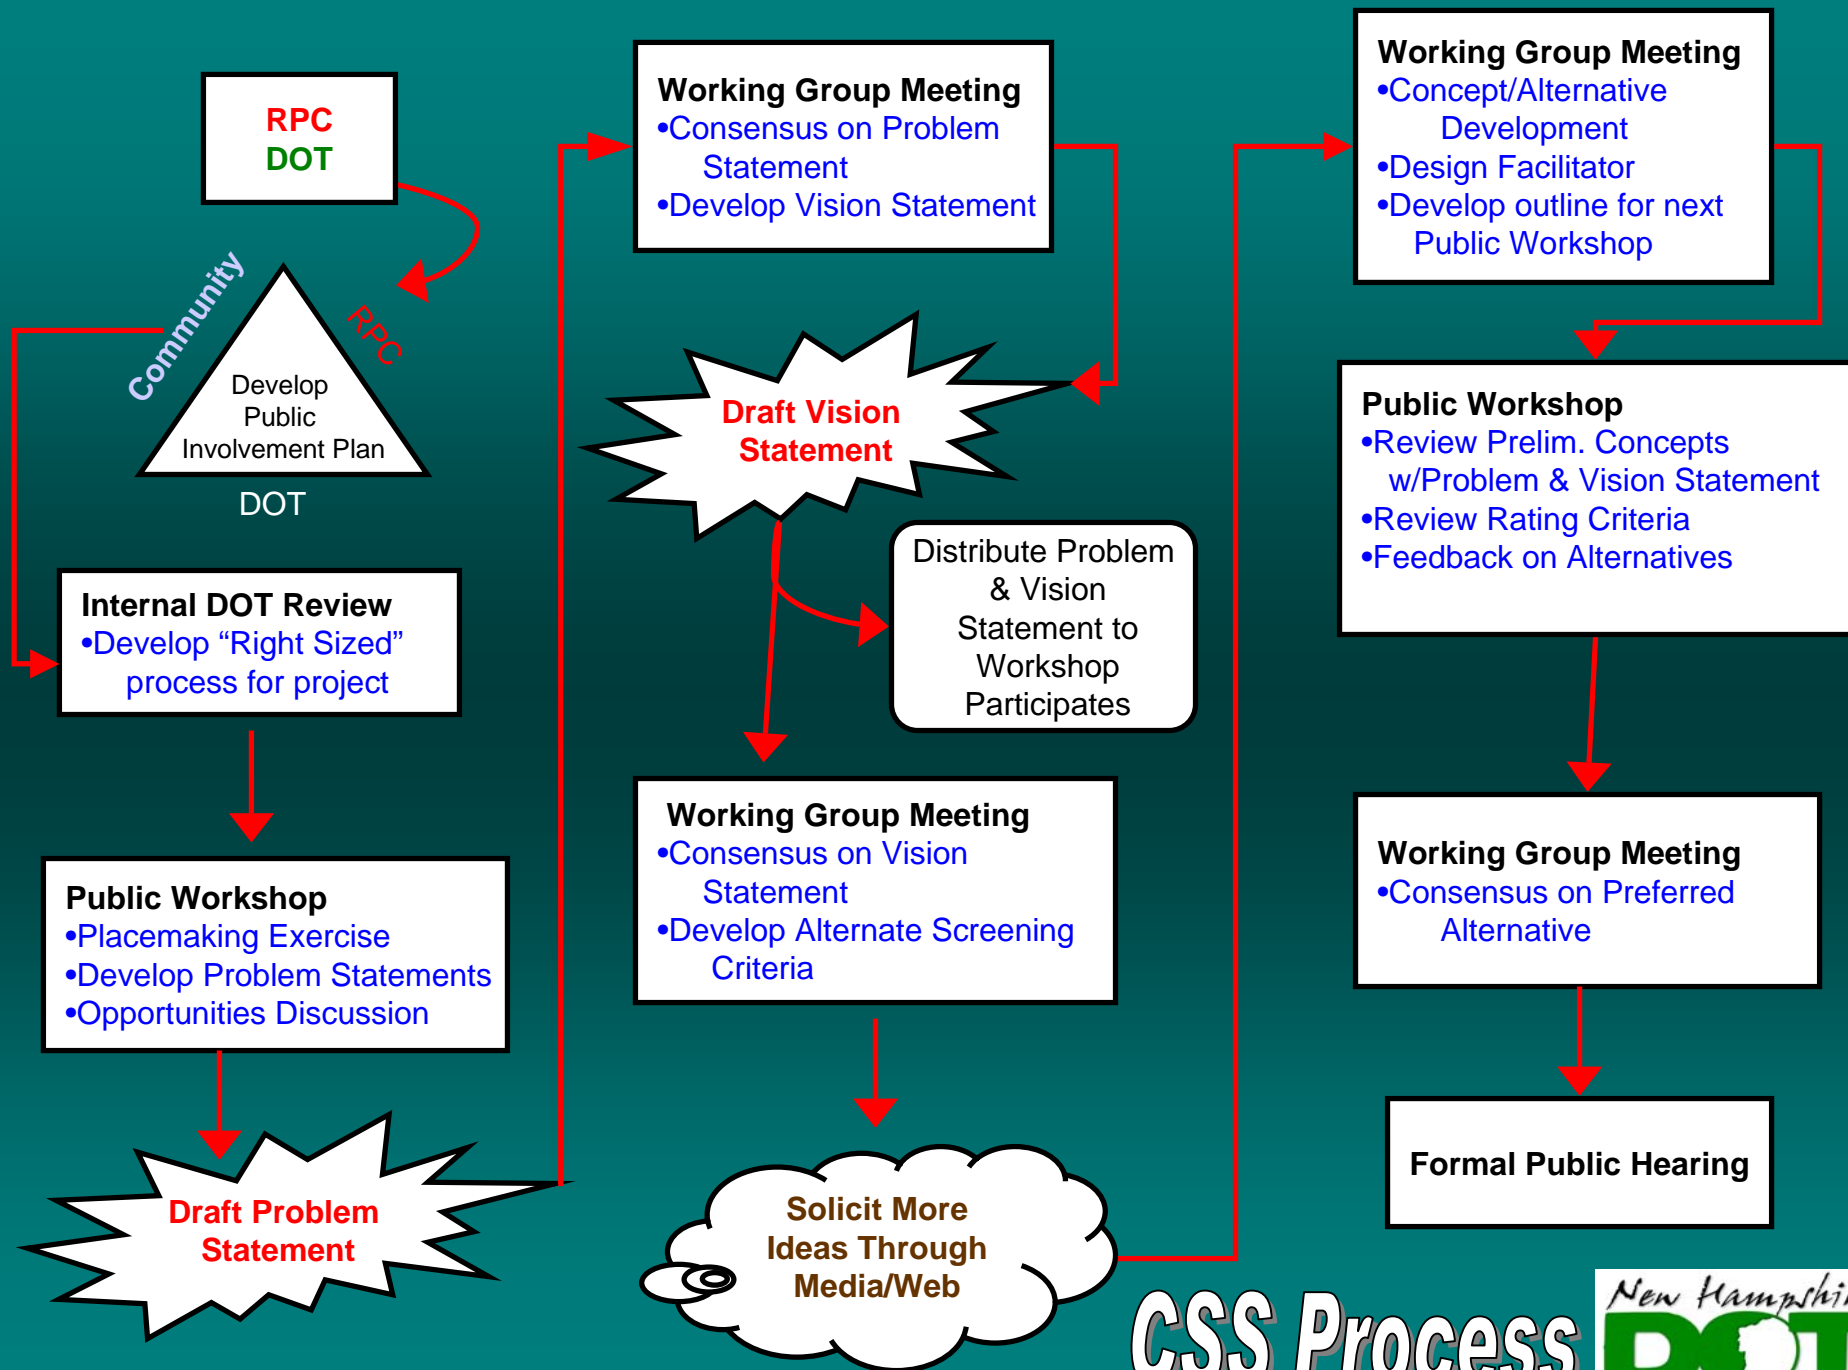 RPC
DOT
Community
RPC
Develop
Public
Involvement Plan
DOT
Internal DOT Review
•Develop “Right Sized”
process for project
Public Workshop
•Placemaking Exercise
•Develop Problem Statements
•Opportunities Discussion
Draft Problem
Statement
Working Group Meeting
•Consensus on Problem
Statement
•Develop Vision Statement
Draft Vision
Statement
Distribute Problem
& Vision
Statement to
Workshop
Participates
Working Group Meeting
•Consensus on Vision
Statement
•Develop Alternate Screening
Criteria
Solicit More
Ideas Through
Media/Web
Working Group Meeting
•Concept/Alternative
Development
•Design Facilitator
•Develop outline for next
Public Workshop
Public Workshop
•Review Prelim. Concepts
w/Problem & Vision Statement
•Review Rating Criteria
•Feedback on Alternatives
Working Group Meeting
•Consensus on Preferred
Alternative
Formal Public Hearing
CSS Process
New Hampshi
DOT